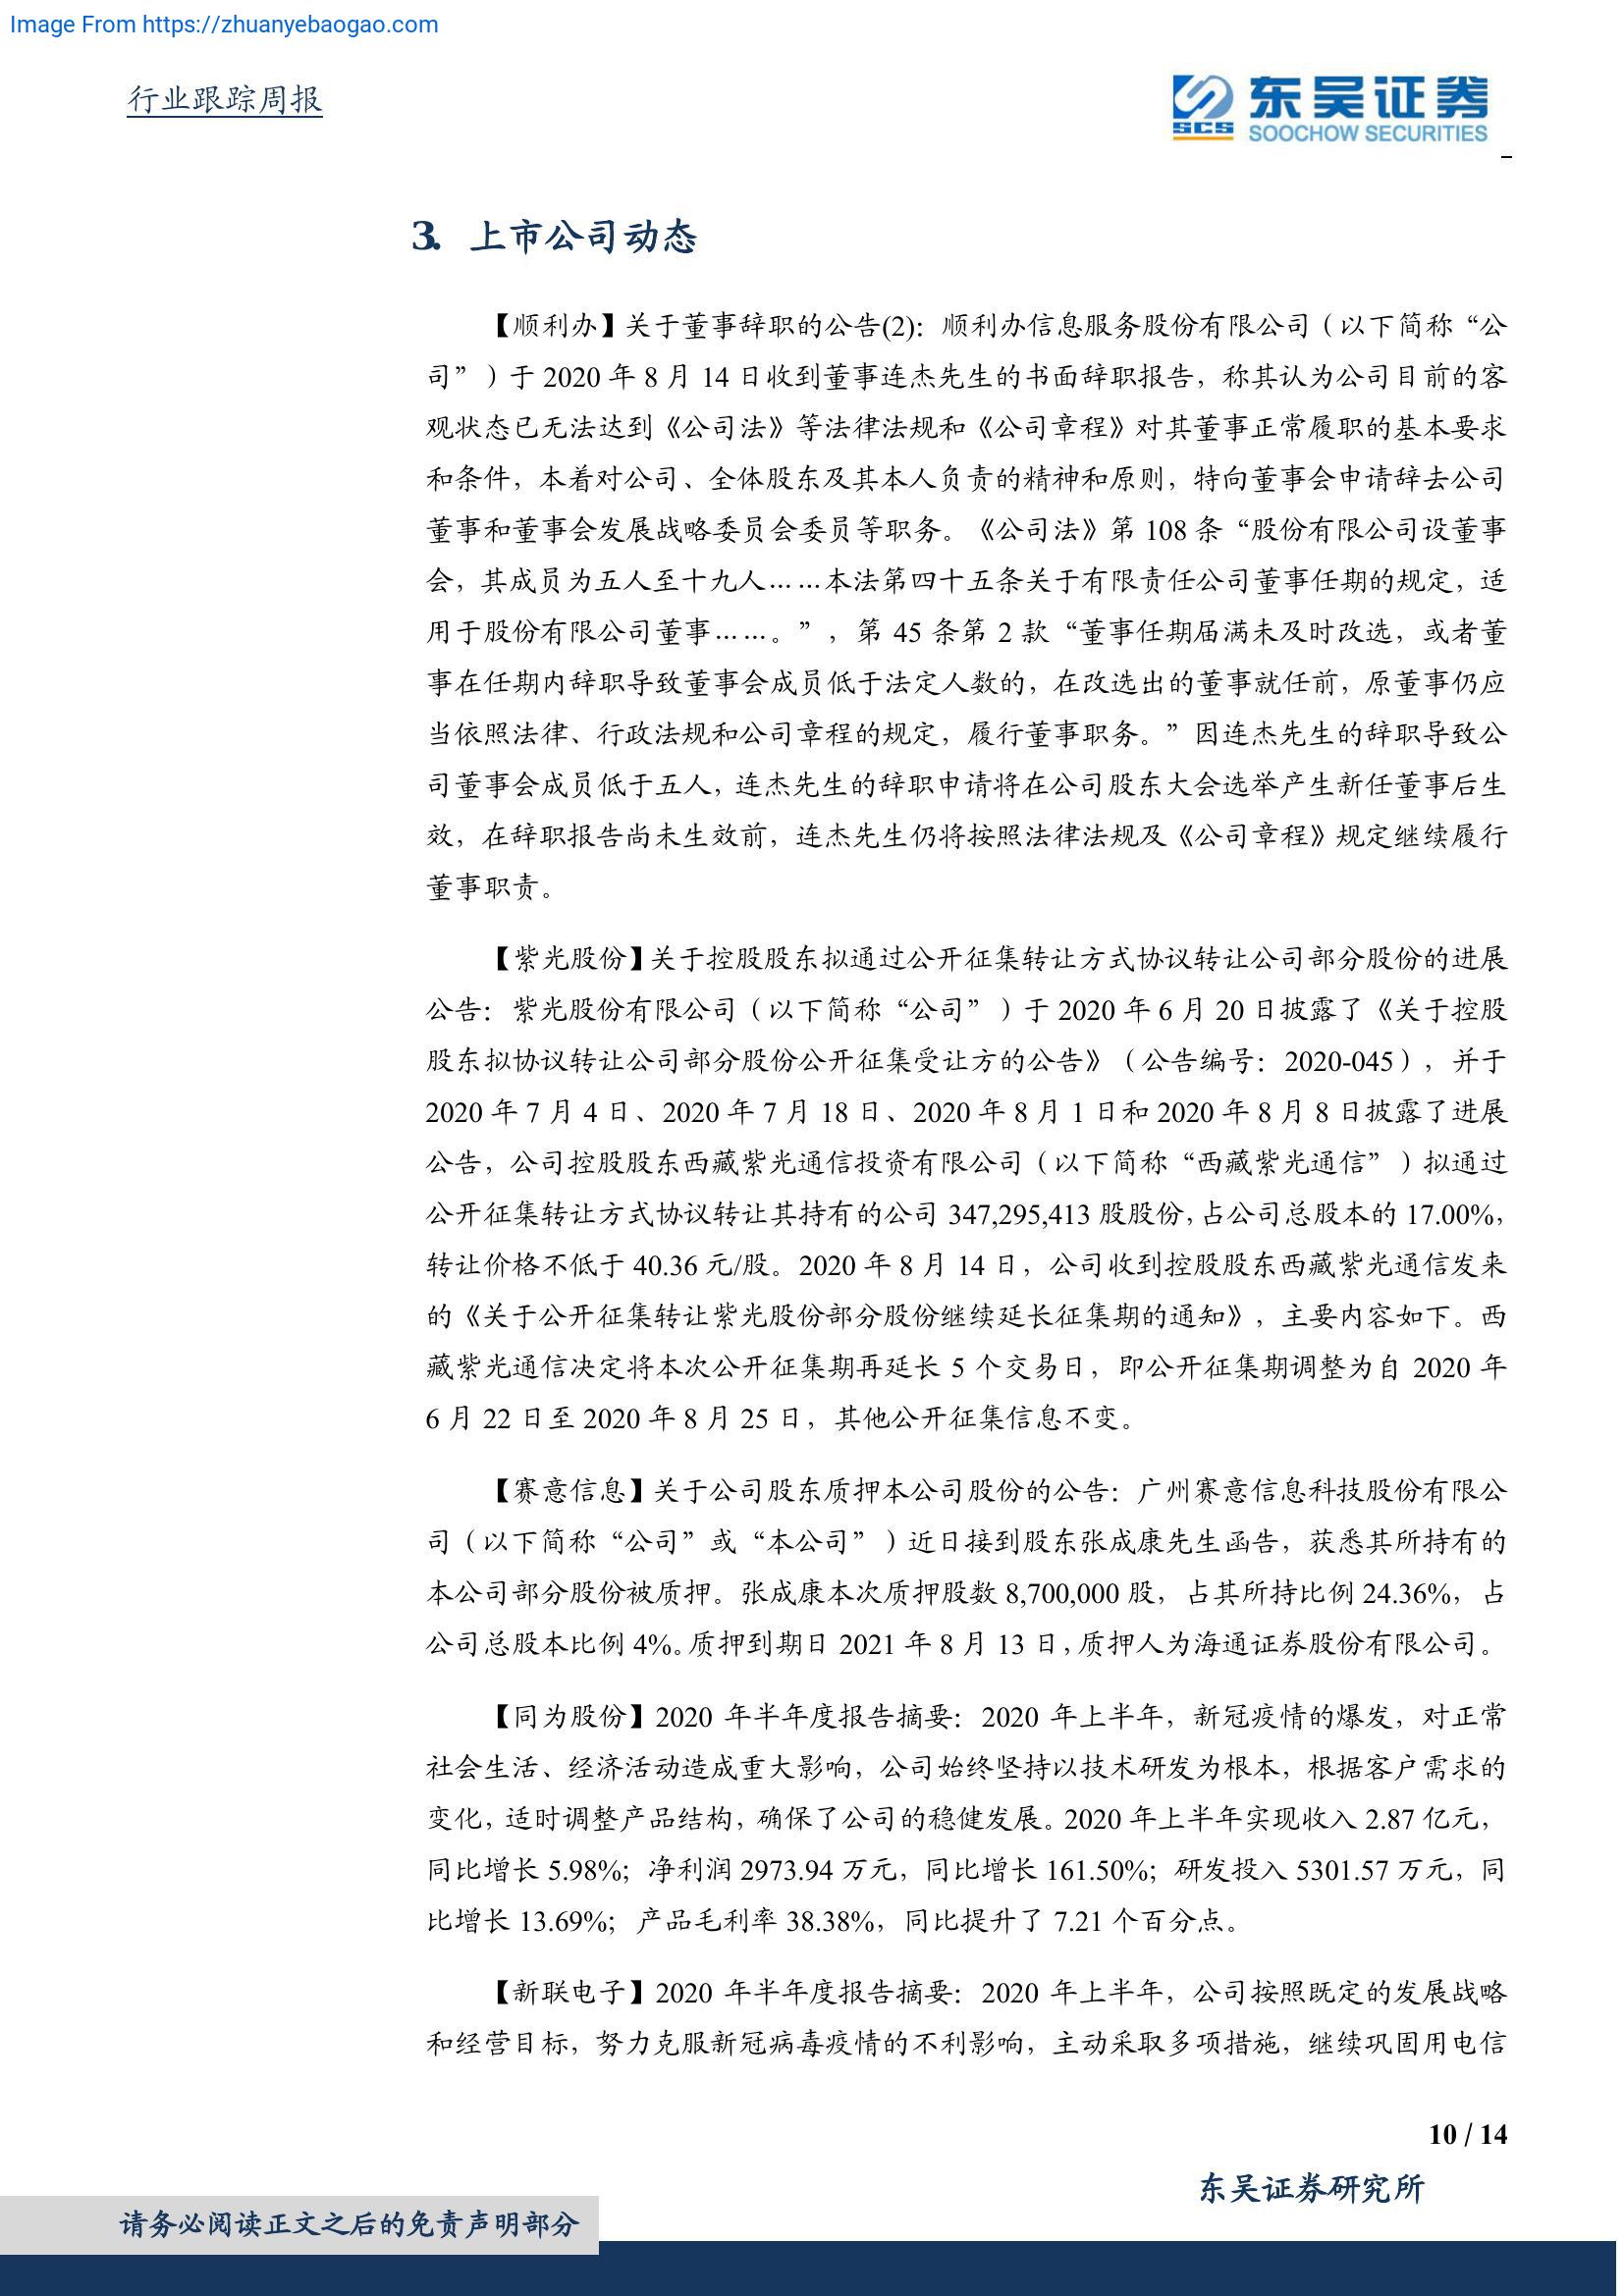 Image From https://zhuanyebaogao.com
行业跟踪周报
SCS
东吴证券
SOOCHOW SECURITIES
3. 上市公司动态
【顺利办】关于董事辞职的公告(2)：顺利办信息服务股份有限公司（以下简称“公
司”）于 2020 年 8 月 14 日收到董事连杰先生的书面辞职报告，称其认为公司目前的客
观状态已无法达到《公司法》等法律法规和《公司章程》对其董事正常履职的基本要求
和条件，本着对公司、全体股东及其本人负责的精神和原则，特向董事会申请辞去公司
董事和董事会发展战略委员会委员等职务。《公司法》第 108 条“股份有限公司设董事
会，其成员为五人至十九人……本法第四十五条关于有限责任公司董事任期的规定，适
用于股份有限公司董事……。”，第 45 条第 2 款“董事任期届满未及时改选，或者董
事在任期内辞职导致董事会成员低于法定人数的，在改选出的董事就任前，原董事仍应
当依照法律、行政法规和公司章程的规定，履行董事职务。”因连杰先生的辞职导致公
司董事会成员低于五人，连杰先生的辞职申请将在公司股东大会选举产生新任董事后生
效，在辞职报告尚未生效前，连杰先生仍将按照法律法规及《公司章程》规定继续履行
董事职责。
【紫光股份】关于控股股东拟通过公开征集转让方式协议转让公司部分股份的进展
公告：紫光股份有限公司（以下简称“公司”）于 2020 年 6 月 20 日披露了《关于控股
股东拟协议转让公司部分股份公开征集受让方的公告》（公告编号：2020-045），并于
2020 年 7 月 4 日、2020 年 7 月 18 日、2020 年 8 月 1 日和 2020 年 8 月 8 日披露了进展
公告，公司控股股东西藏紫光通信投资有限公司（以下简称“西藏紫光通信”）拟通过
公开征集转让方式协议转让其持有的公司 347,295,413 股股份，占公司总股本的 17.00%，
转让价格不低于 40.36 元/股。2020 年 8 月 14 日，公司收到控股股东西藏紫光通信发来
的《关于公开征集转让紫光股份部分股份继续延长征集期的通知》，主要内容如下。西
藏紫光通信决定将本次公开征集期再延长 5 个交易日，即公开征集期调整为自 2020 年
6 月 22 日至 2020 年 8 月 25 日，其他公开征集信息不变。
【赛意信息】关于公司股东质押本公司股份的公告：广州赛意信息科技股份有限公
司（以下简称“公司”或“本公司”）近日接到股东张成康先生函告，获悉其所持有的
本公司部分股份被质押。张成康本次质押股数 8,700,000 股，占其所持比例 24.36%，占
公司总股本比例 4%。质押到期日 2021 年 8 月 13 日，质押人为海通证券股份有限公司。
【同为股份】2020 年半年度报告摘要：2020 年上半年，新冠疫情的爆发，对正常
社会生活、经济活动造成重大影响，公司始终坚持以技术研发为根本，根据客户需求的
变化，适时调整产品结构，确保了公司的稳健发展。2020 年上半年实现收入 2.87 亿元，
同比增长 5.98%；净利润 2973.94 万元，同比增长 161.50%；研发投入 5301.57 万元，同
比增长 13.69%；产品毛利率 38.38%，同比提升了 7.21 个百分点。
【新联电子】2020 年半年度报告摘要：2020 年上半年，公司按照既定的发展战略
和经营目标，努力克服新冠病毒疫情的不利影响，主动采取多项措施，继续巩固用电信
10 / 14
东吴证券研究所
请务必阅读正文之后的免责声明部分